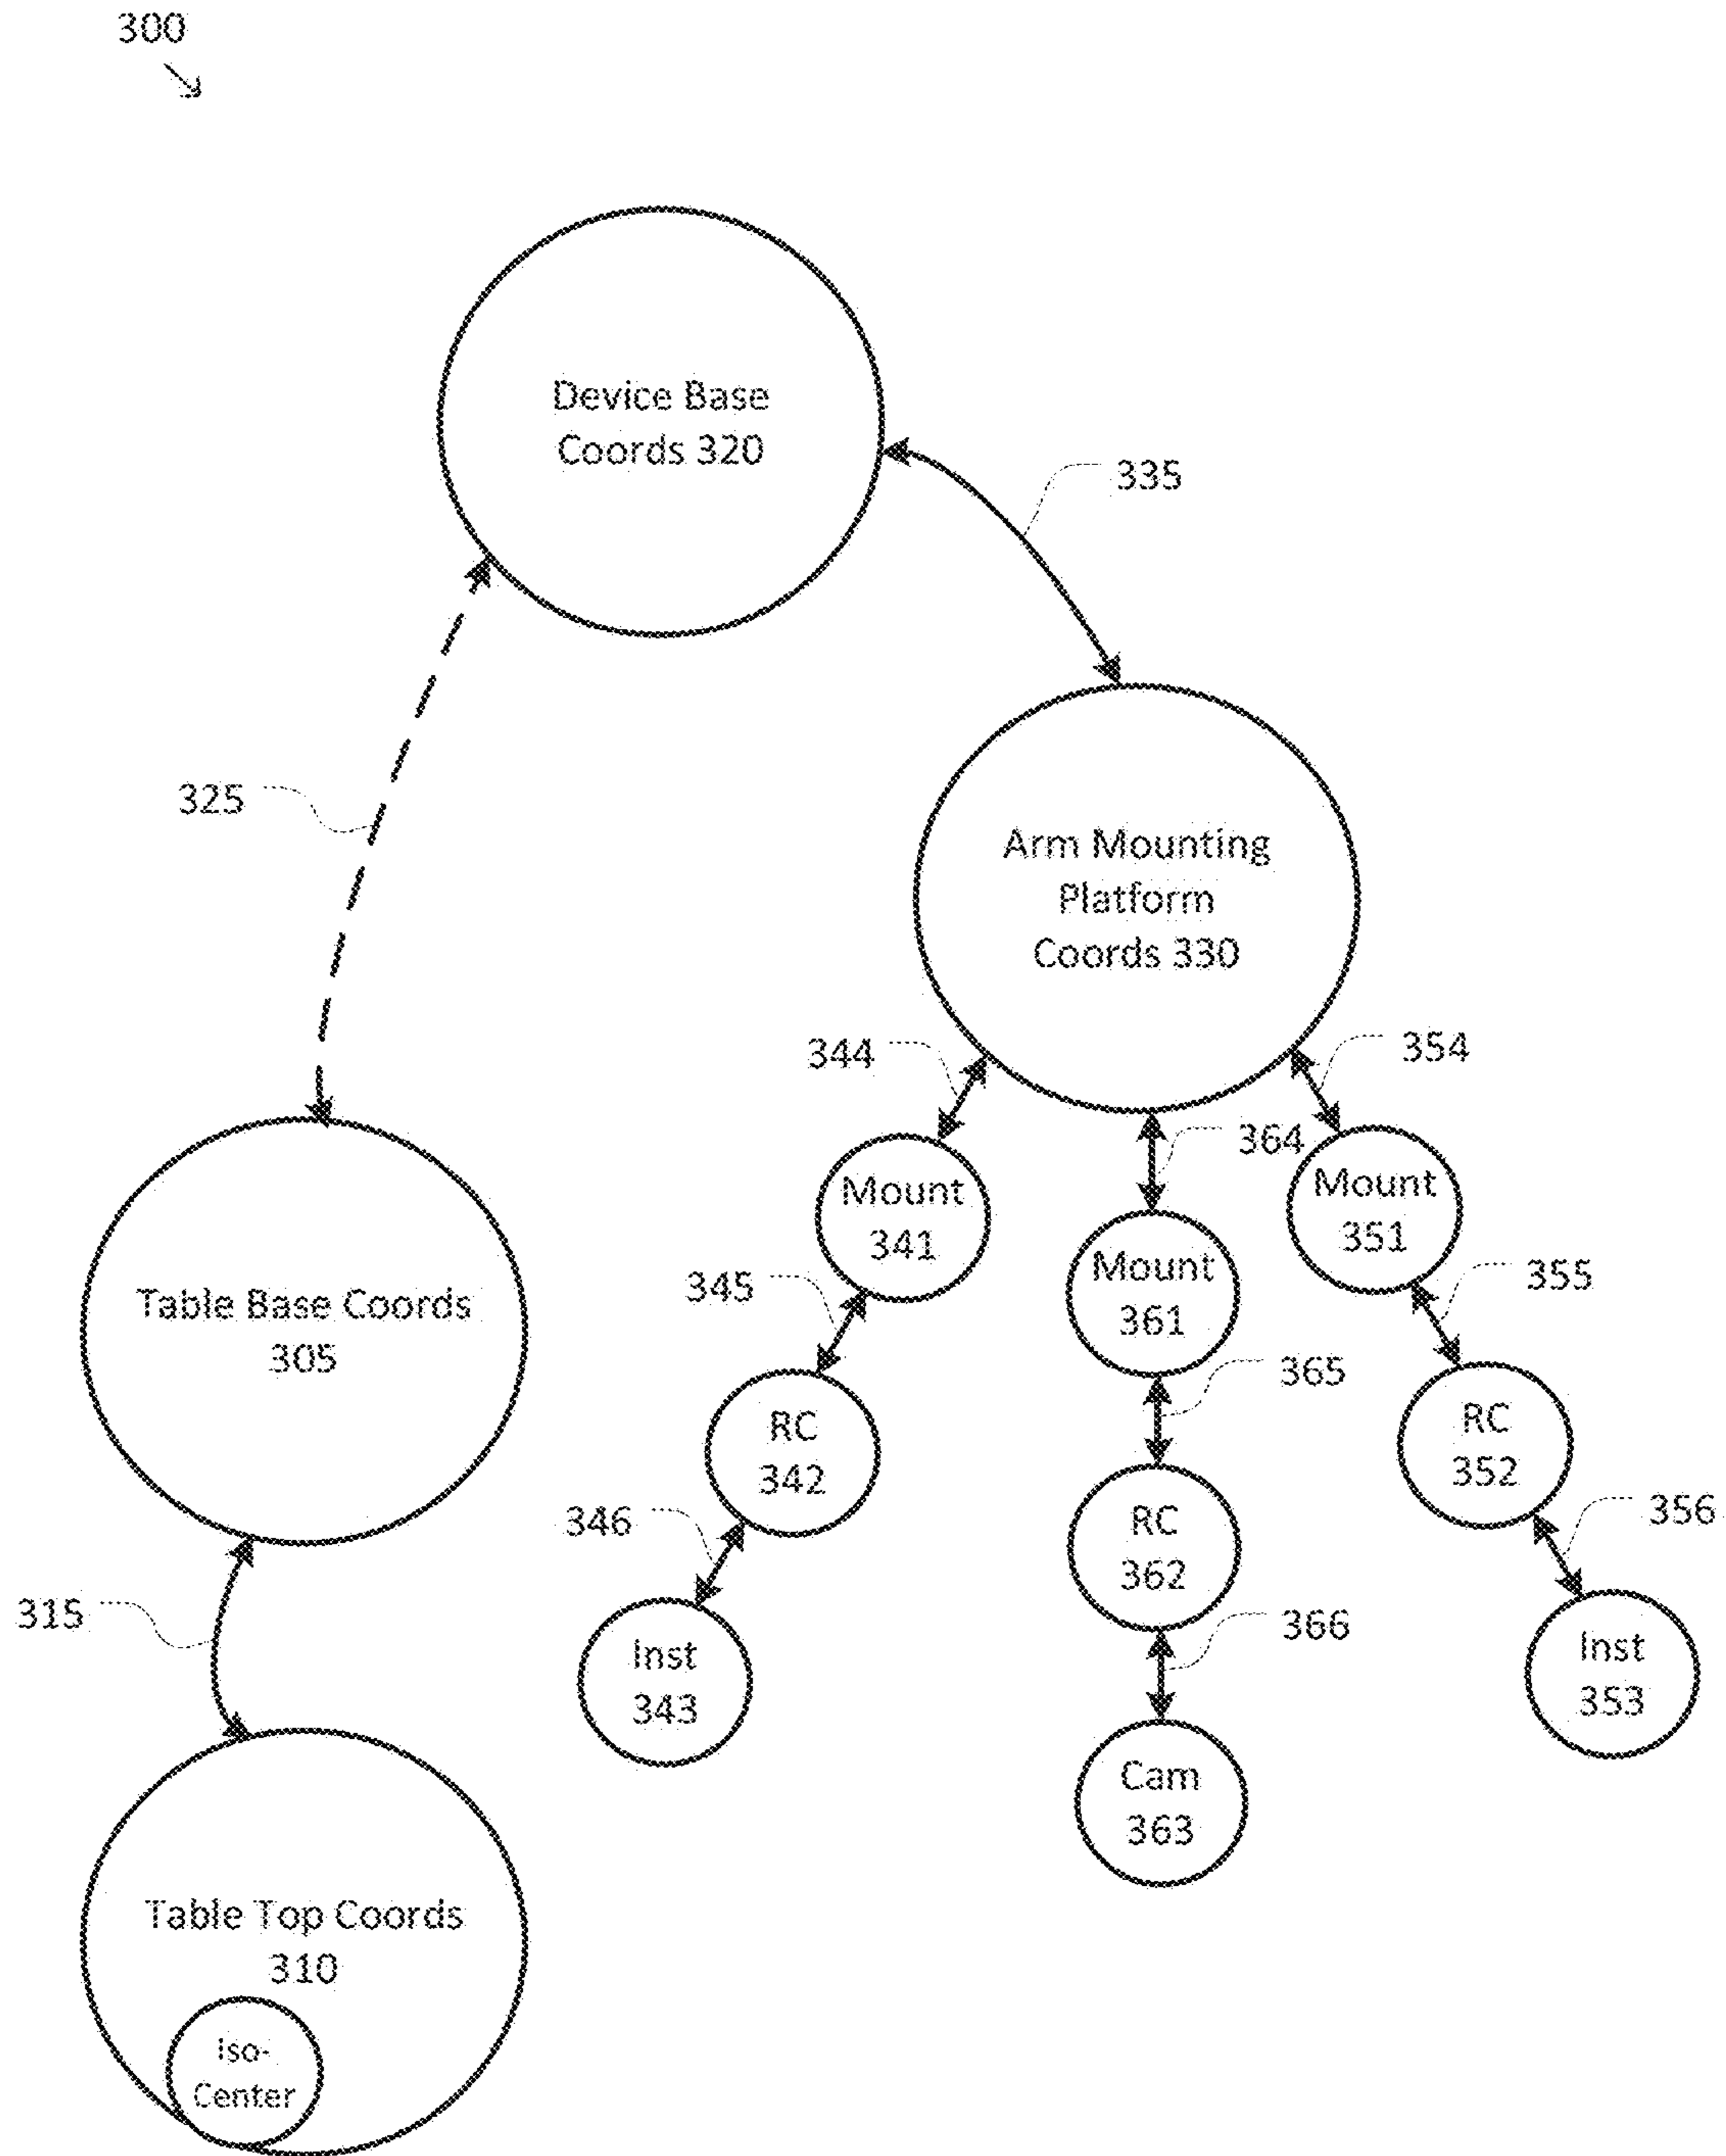 300
Device Base
Coords 320
335
325
Arm Mounting
Platform
Coords 330
344
354
364
Mount
341
Mount
351
Mount
361
345
355
Table Base Coords
305
365
RC
342
RC
352
RC
362
346
356
315
366
Inst
343
Inst
353
Cam
363
Table Top Coords
310
Iso-
Center